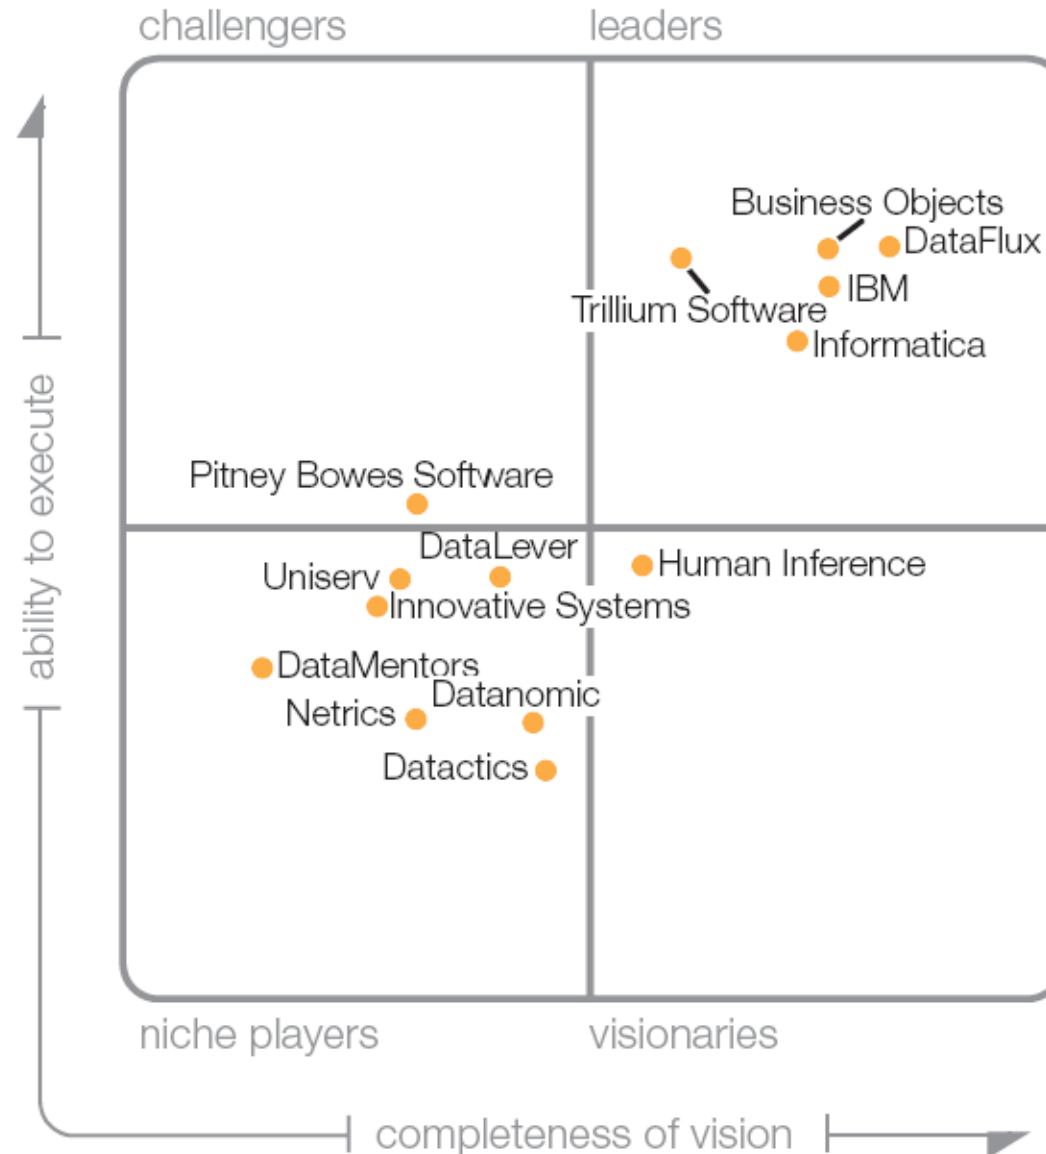 challengers
leaders
Business Objects
DataFlux
IBM
Trillium Software
Informatica
ability to execute
Pitney Bowes Software
DataLever
Human Inference
Uniserv
Innovative Systems
DataMentors
Datanomic
Netrics
Datactics
niche players
visionaries
completeness of vision